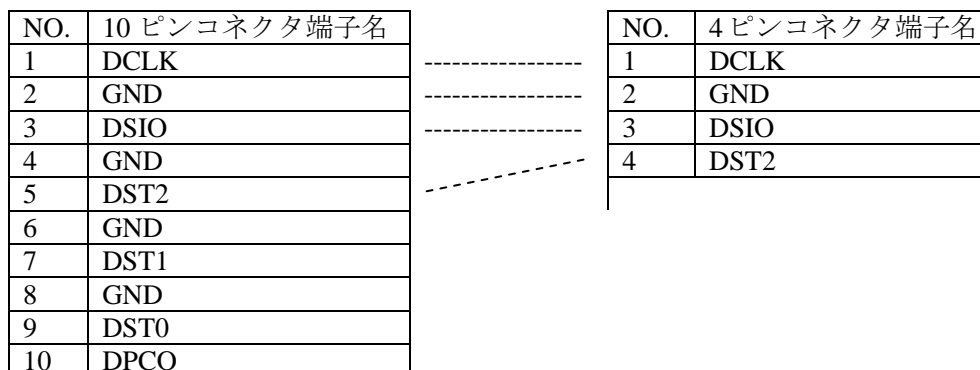 NO. 10 ピンコネクタ端子名
1 DCLK
2 GND
3 DSIO
4 GND
5 DST2
6 GND
7 DST1
8 GND
9 DST0
10 DPCO
NO. 4ピンコネクタ端子名
1 DCLK
2 GND
3 DSIO
4 DST2